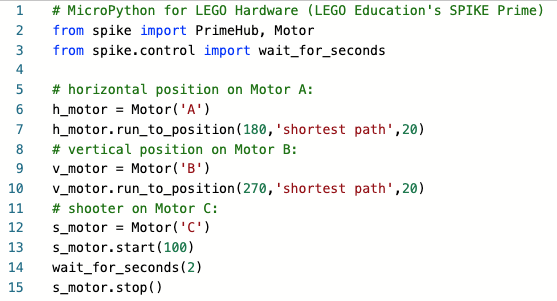 1 # MicroPython for LEGO Hardware (LEGO Education's SPIKE Prime)
2 from spike import PrimeHub, Motor
3 from spike.control import wait_for_seconds
4
5 # horizontal position on Motor A:
6 h_motor = Motor('A')
7 h_motor.run_to_position(180,'shortest path',20)
8 # vertical position on Motor B:
9 v_motor = Motor('B')
10 v_motor.run_to_position(270,'shortest path',20)
11 # shooter on Motor C:
12 s_motor = Motor('C')
13 s_motor.start(100)
14 wait_for_seconds(2)
15 s_motor.stop()